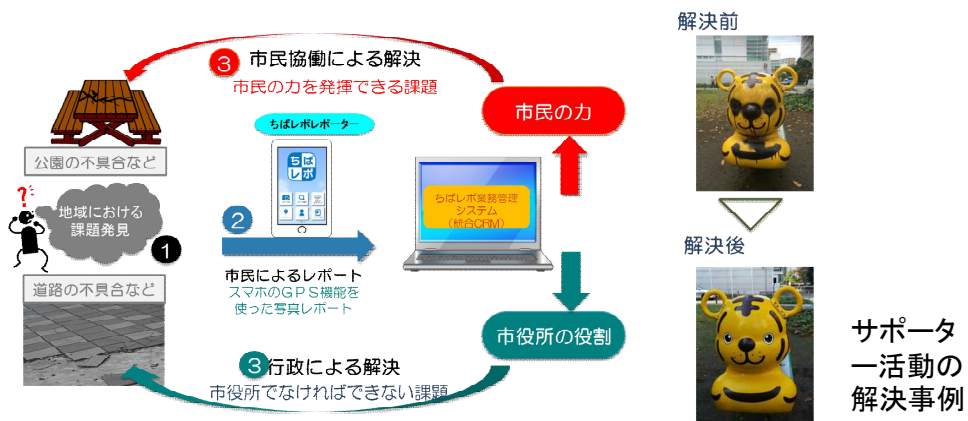 解決前
③ 市民協働による解決
市民の力を発揮できる課題
市民の力
ちばレポレポーター
ちば
レポ
公園の不具合など
?!
地域における
課題発見
①
②
ちばレポ業務管理
システム
(統合CRM)
市民によるレポート
スマホのGPS機能を
使った写真レポート
道路の不具合など
市役所の役割
③ 行政による解決
市役所でなければできない課題
解決後
サポータ
ー活動の
解決事例